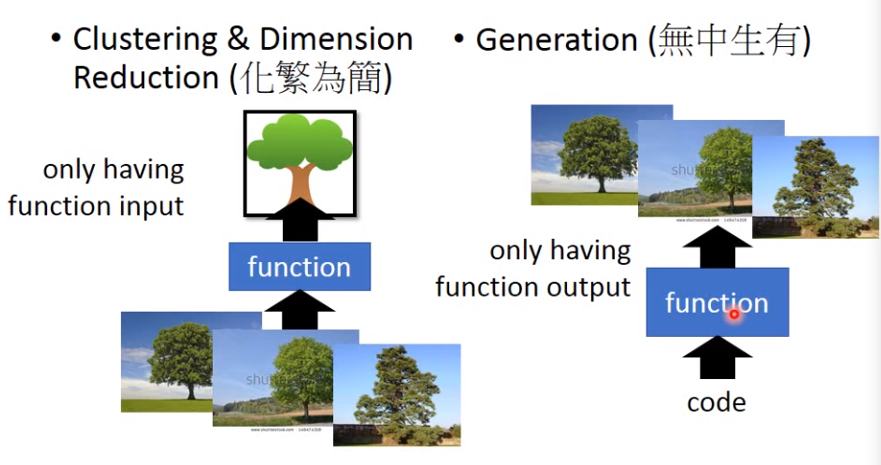 • Clustering & Dimension
Reduction (化繁為簡)
only having
function input
function
• Generation (無中生有)
only having
function output
function
code